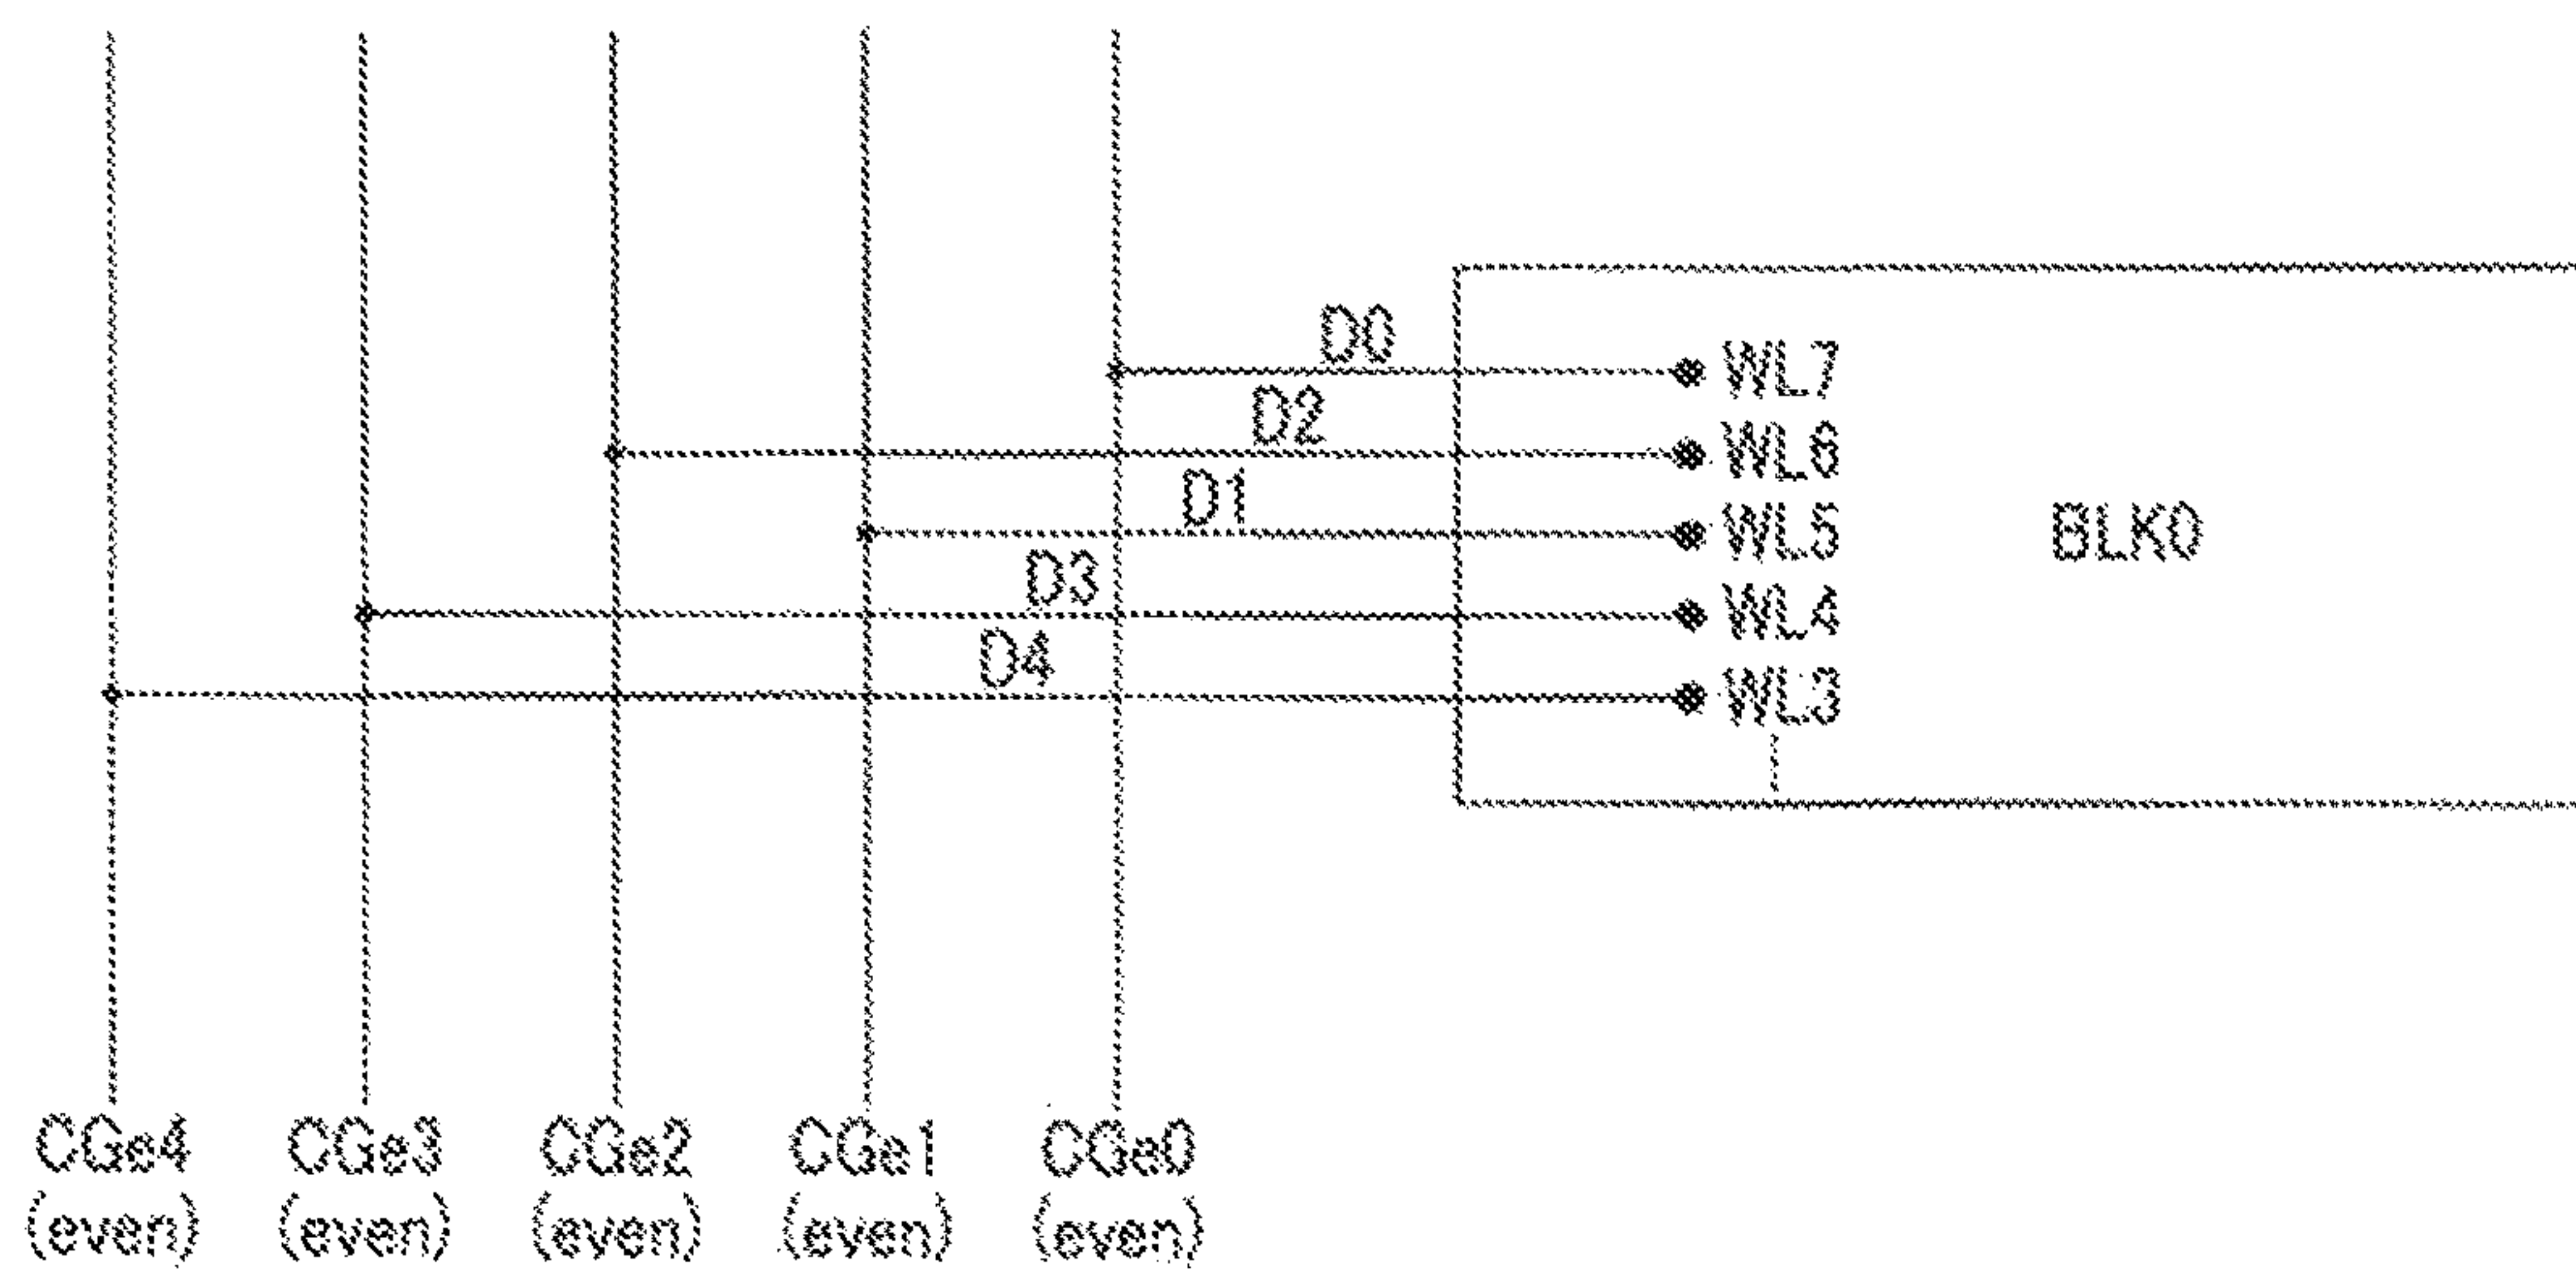 D0
WL7
D2
WL6
D1
WL5
BLK0
D3
WL4
D4
WL3
CGe4 CGe3 CGe2 CGe1 CGe0
(even) (even) (even) (even) (even)